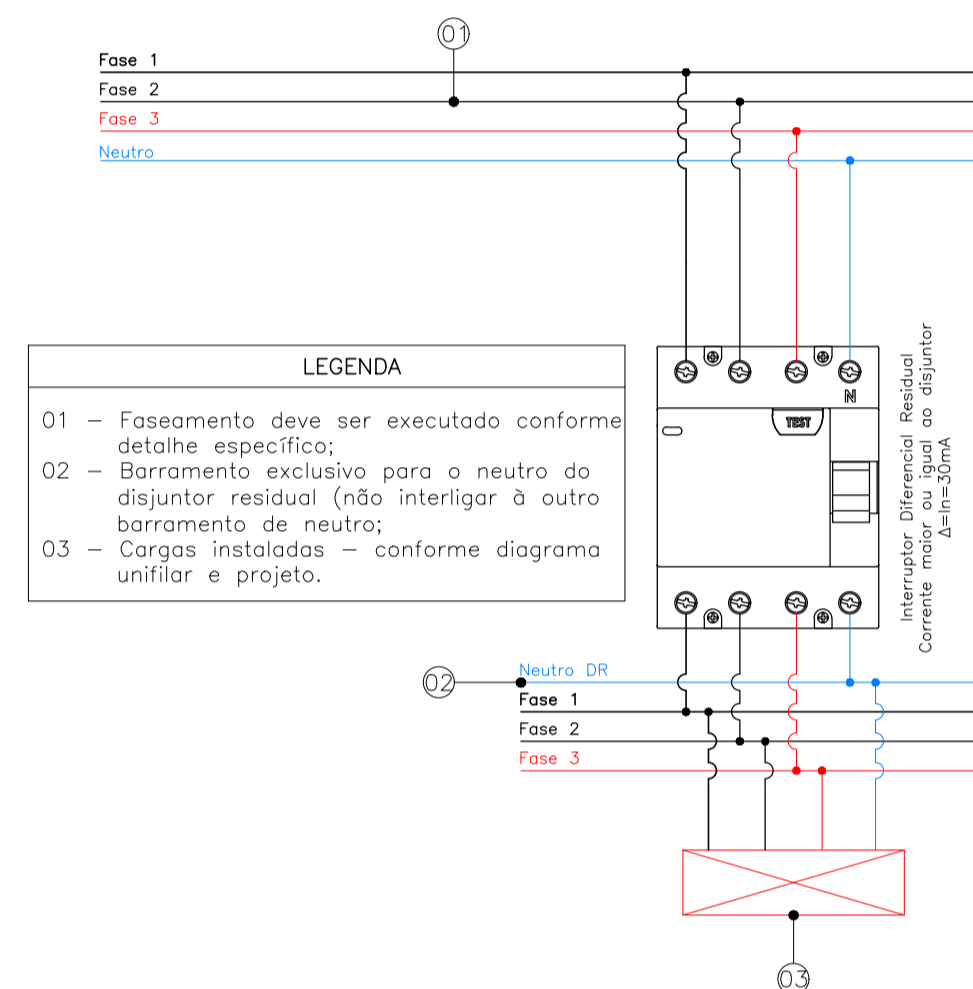 01
Fase 1
Fase 2
Fase 3
Neutro
LEGENDA
01 – Faseamento deve ser executado conforme
detalhe específico;
02 – Barramento exclusivo para o neutro do
disjuntor residual (não interligar à outro
barramento de neutro;
03 – Cargas instaladas – conforme diagrama
unifilar e projeto.
N
TEST
Interruptor Diferencial Residual
Corrente maior ou igual ao disjuntor
Δ=In=30mA
02
Neutro DR
Fase 1
Fase 2
Fase 3
03